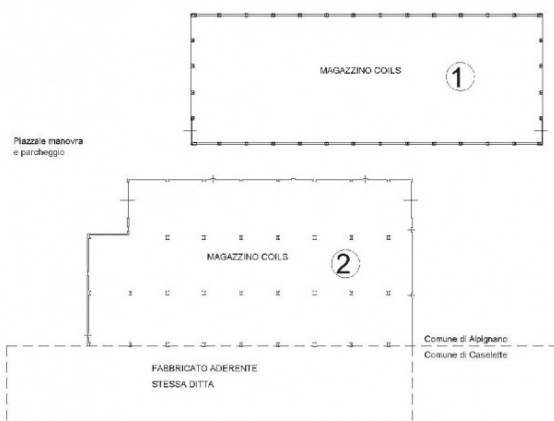 MAGAZZINO COILS
1
Piazzale manovra
e parcheggio
MAGAZZINO COILS
2
Comune di Alpignano
Comune di Caselette
FABBRICATO ADERENTE
STESSA DITTA